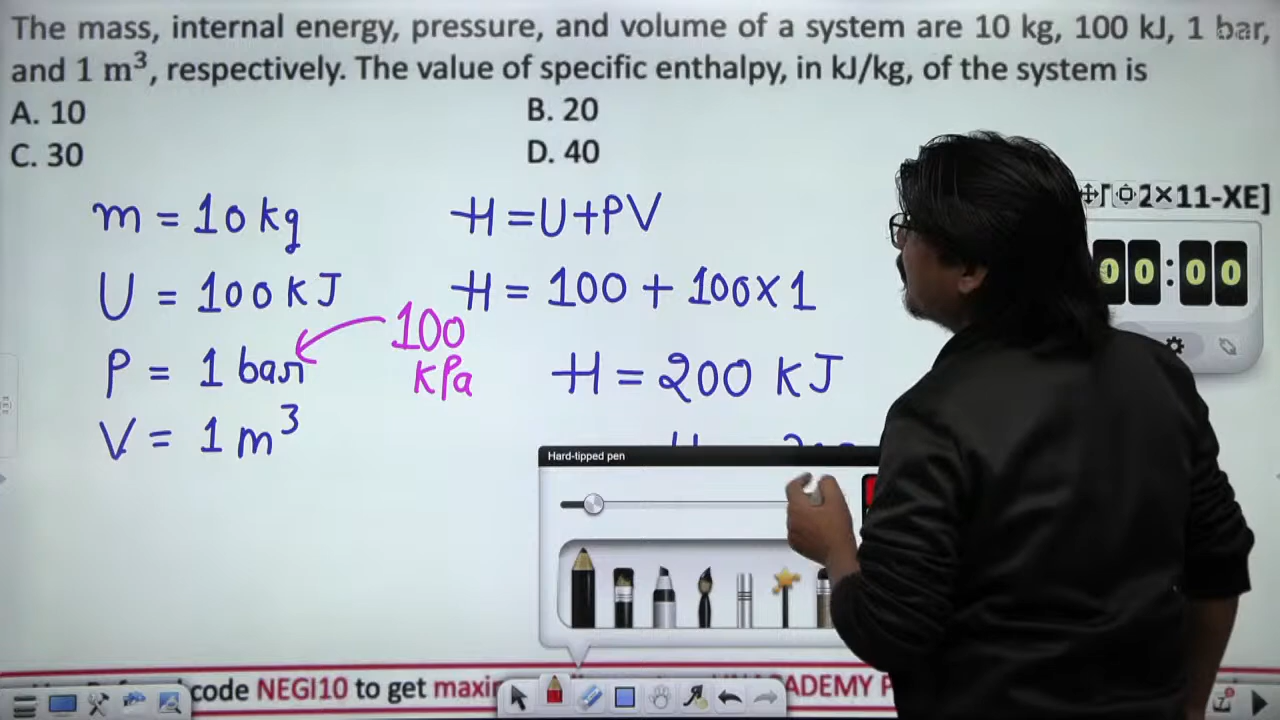 The mass, internal energy, pressure, and volume of a system are 10 kg, 100 kJ, 1 bar,
and 1 m³, respectively. The value of specific enthalpy, in kJ/kg, of the system is
A. 10
B. 20
C. 30
D. 40
2×11-XE]
m = 10 kg
H = U+PV
00:00
U = 100 KJ
H = 100 + 100×1
100
KPa
P = 1 bar
H = 200 KJ
V = 1 m³
Hard-tipped pen
code NEGI10 to get